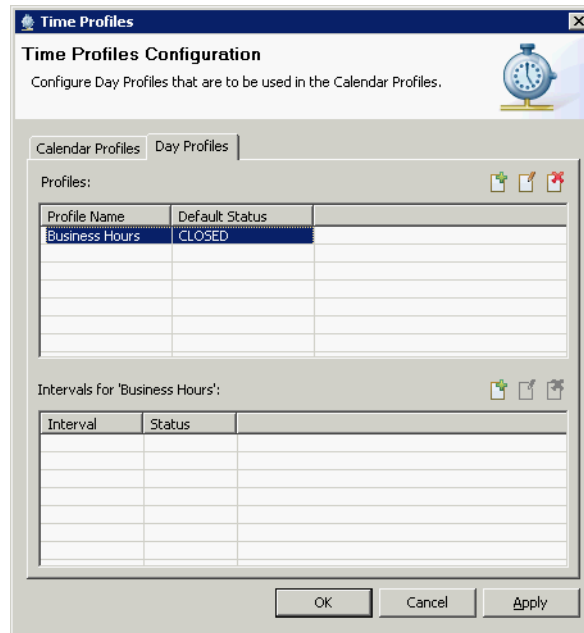 Time Profiles
Time Profiles Configuration
Configure Day Profiles that are to be used in the Calendar Profiles.
Calendar Profiles Day Profiles
Profiles:
Profile Name Default Status
Business Hours CLOSED
Intervals for 'Business Hours':
Interval Status
OK Cancel Apply